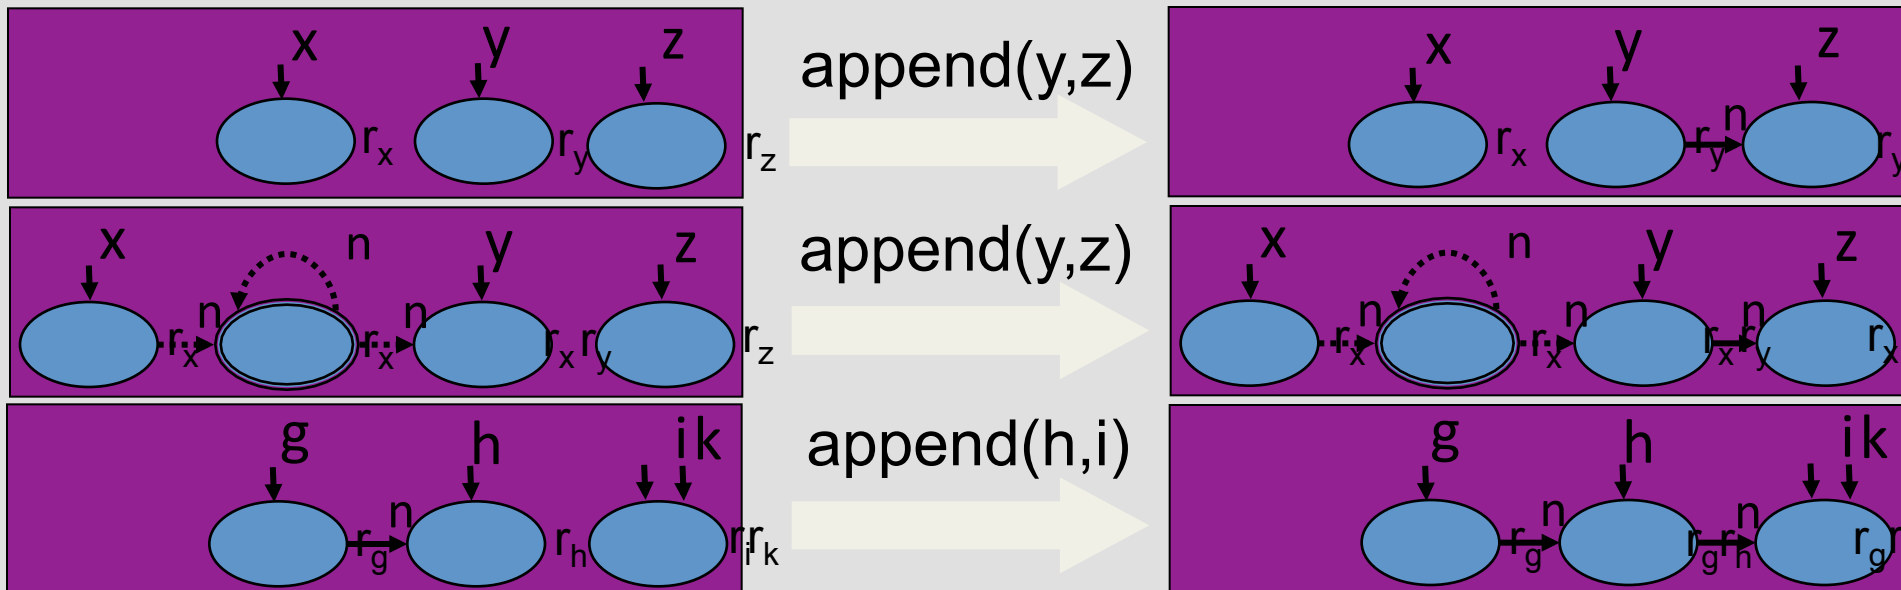 x y z
r_x r_y r_z
append(y,z)
x y z
n
r_x r_y r_y
x n y z
n n
r_x r_x r_x r_y r_z
append(y,z)
x n y z
n n n
r_x r_x r_x r_y r_x
g h i k
n
r_g r_h r_i r_k
append(h,i)
g h i k
n n
r_g r_g r_h r_g